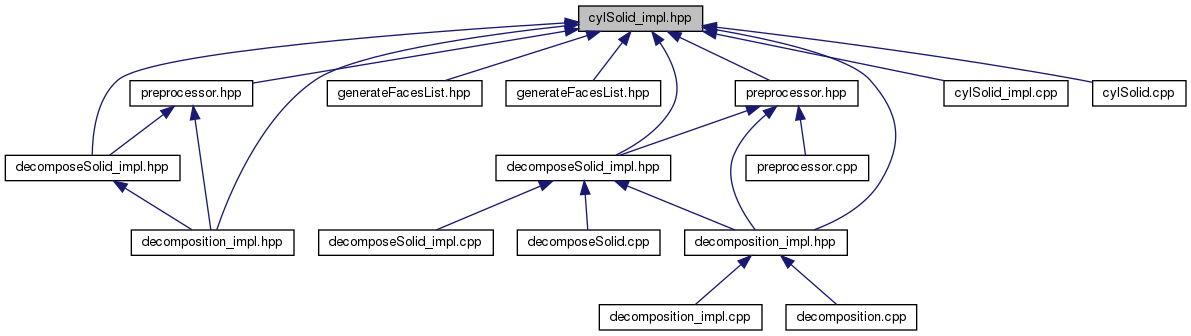 cylSolid_impl.hpp
preprocessor.hpp
generateFacesList.hpp
generateFacesList.hpp
preprocessor.hpp
cylSolid_impl.cpp
cylSolid.cpp
decomposeSolid_impl.hpp
decomposeSolid_impl.hpp
preprocessor.cpp
decomposition_impl.hpp
decomposeSolid_impl.cpp
decomposeSolid.cpp
decomposition_impl.hpp
decomposition_impl.cpp
decomposition.cpp